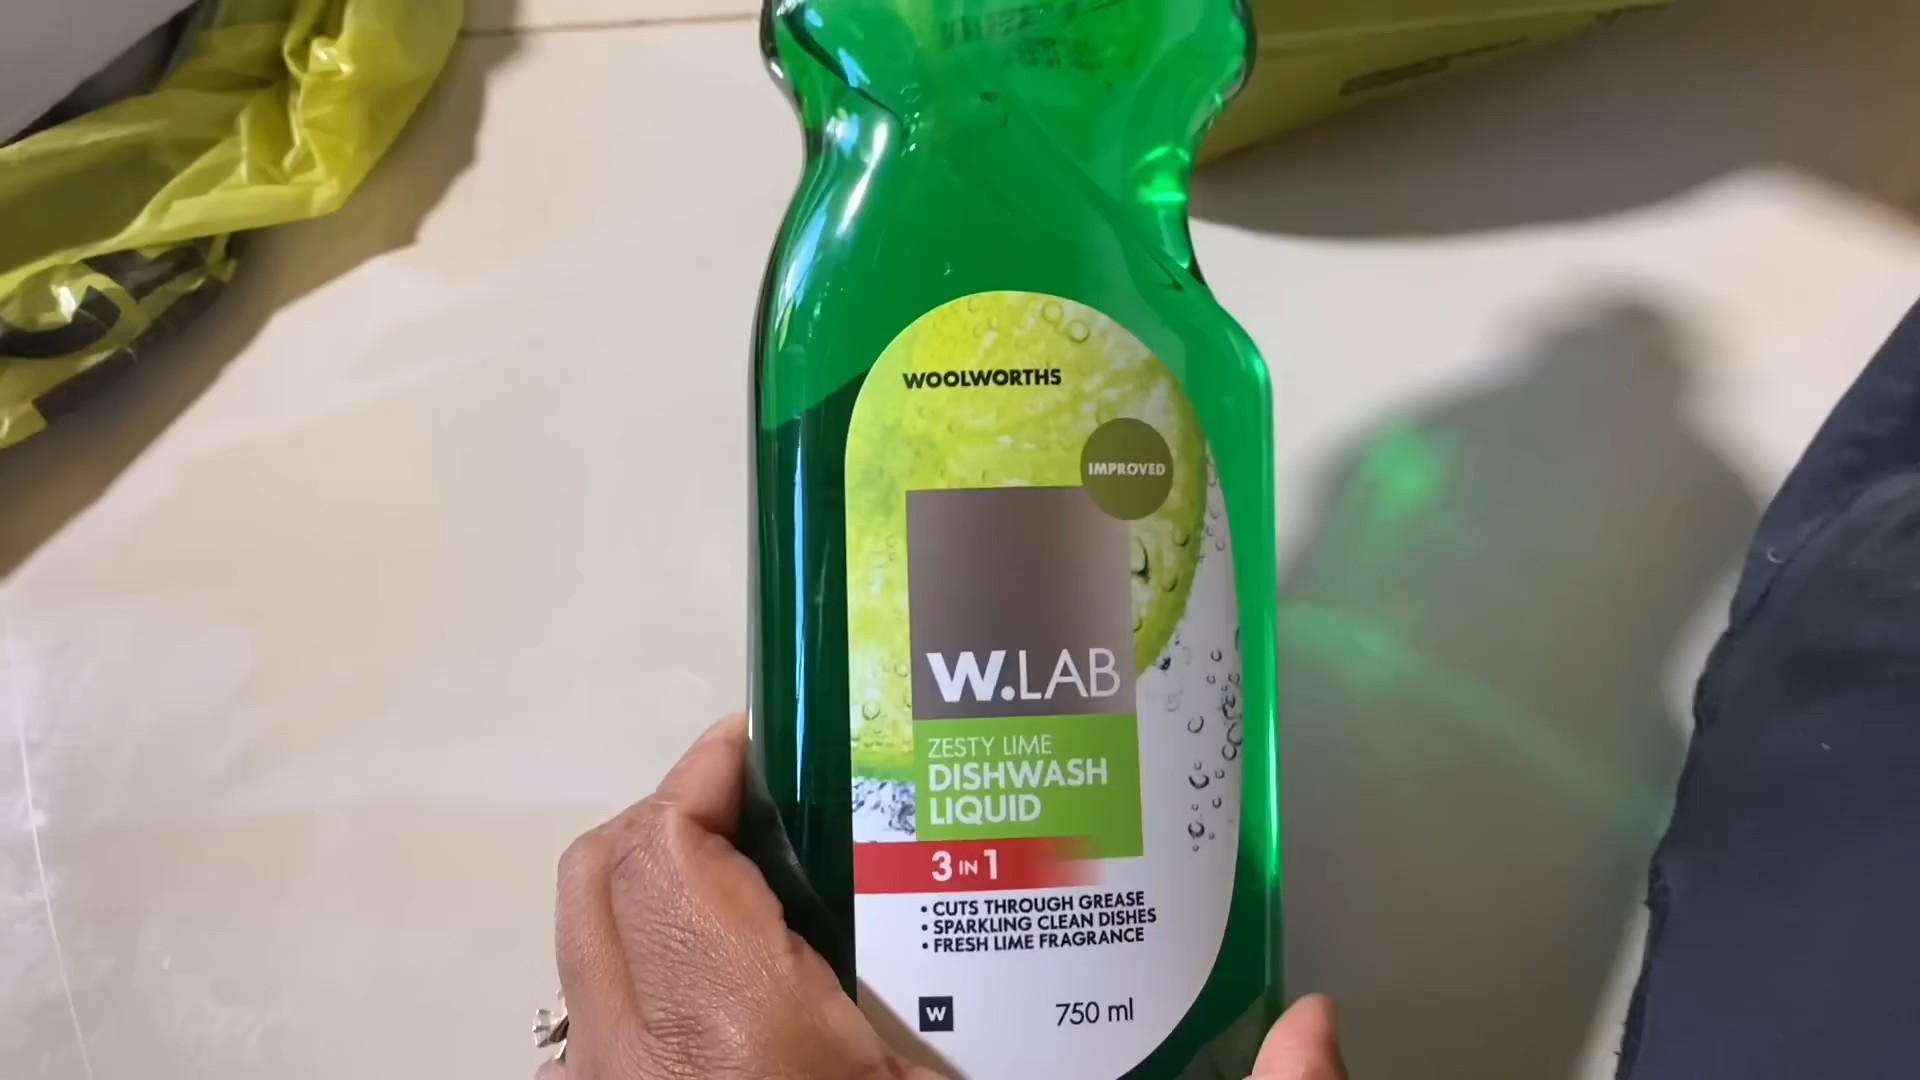 WOOLWORTHS
IMPROVED
W.LAB
ZESTY LIME
DISHWASH
LIQUID
3 IN 1
• CUTS THROUGH GREASE
• SPARKLING CLEAN DISHES
• FRESH LIME FRAGRANCE
W
750 ml